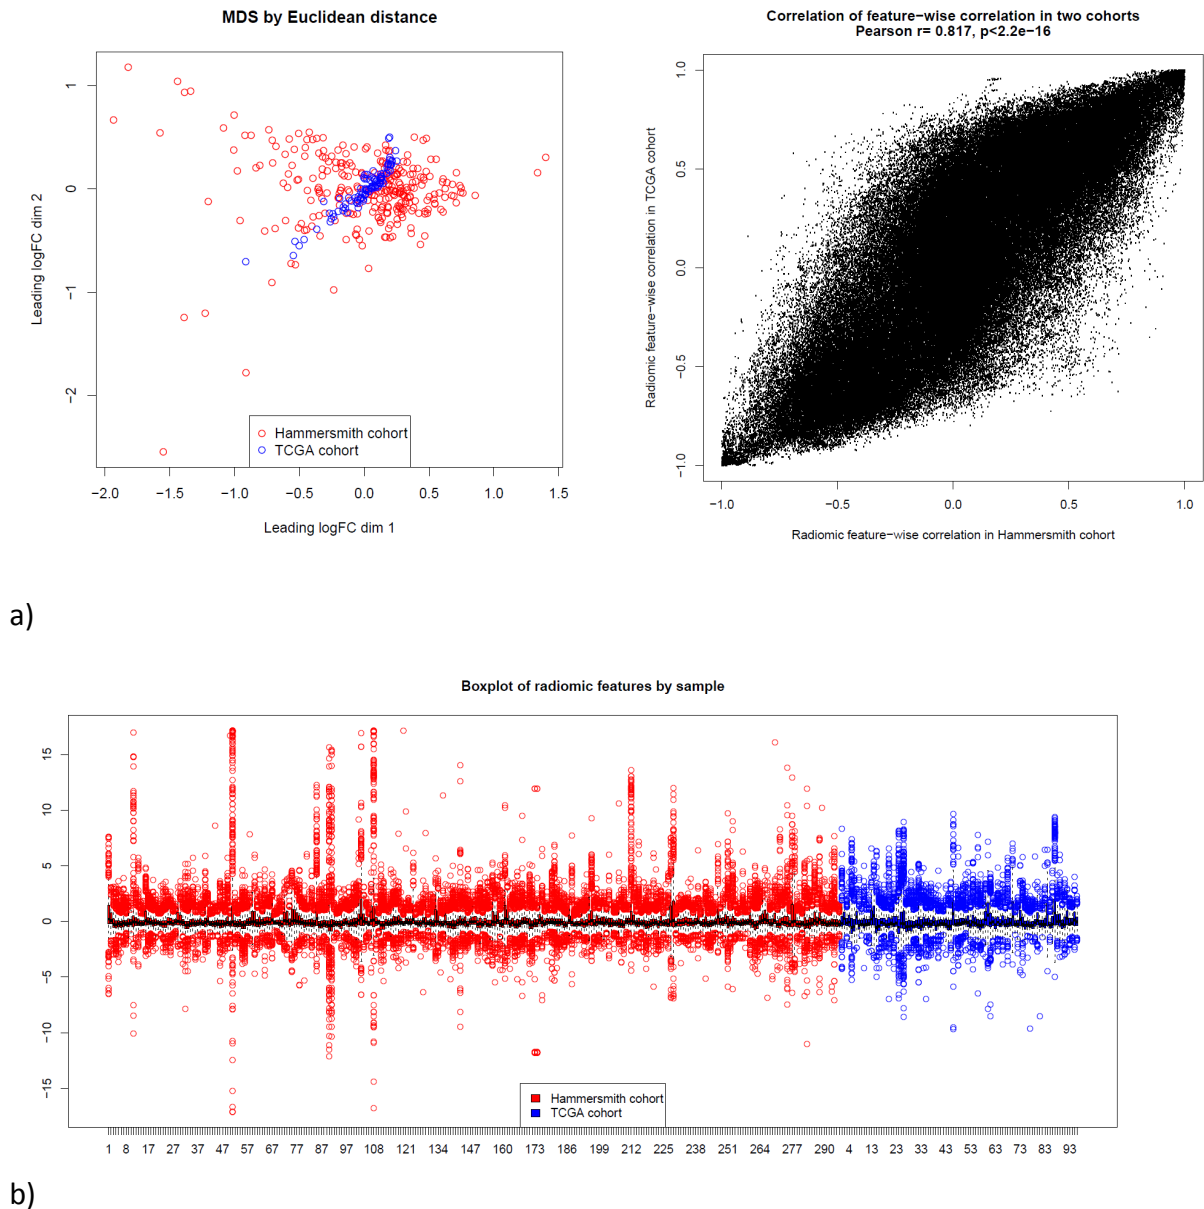 MDS by Euclidean distance
1
0
−1
−2
Leading logFC dim 2
Hammersmith cohort
TCGA cohort
−2.0 −1.5 −1.0 −0.5 0.0 0.5 1.0 1.5
Leading logFC dim 1
Correlation of feature−wise correlation in two cohorts
Pearson r= 0.817, p<2.2e−16
1.0
0.5
0.0
−0.5
−1.0
Radiomic feature−wise correlation in TCGA cohort
−1.0 −0.5 0.0 0.5 1.0
Radiomic feature−wise correlation in Hammersmith cohort
a)
Boxplot of radiomic features by sample
15
10
5
0
−5
−10
−15
Hammersmith cohort
TCGA cohort
1 8 17 27 37 47 57 67 77 87 97 108 121 134 147 160 173 186 199 212 225 238 251 264 277 290 4 13 23 33 43 53 63 73 83 93
b)